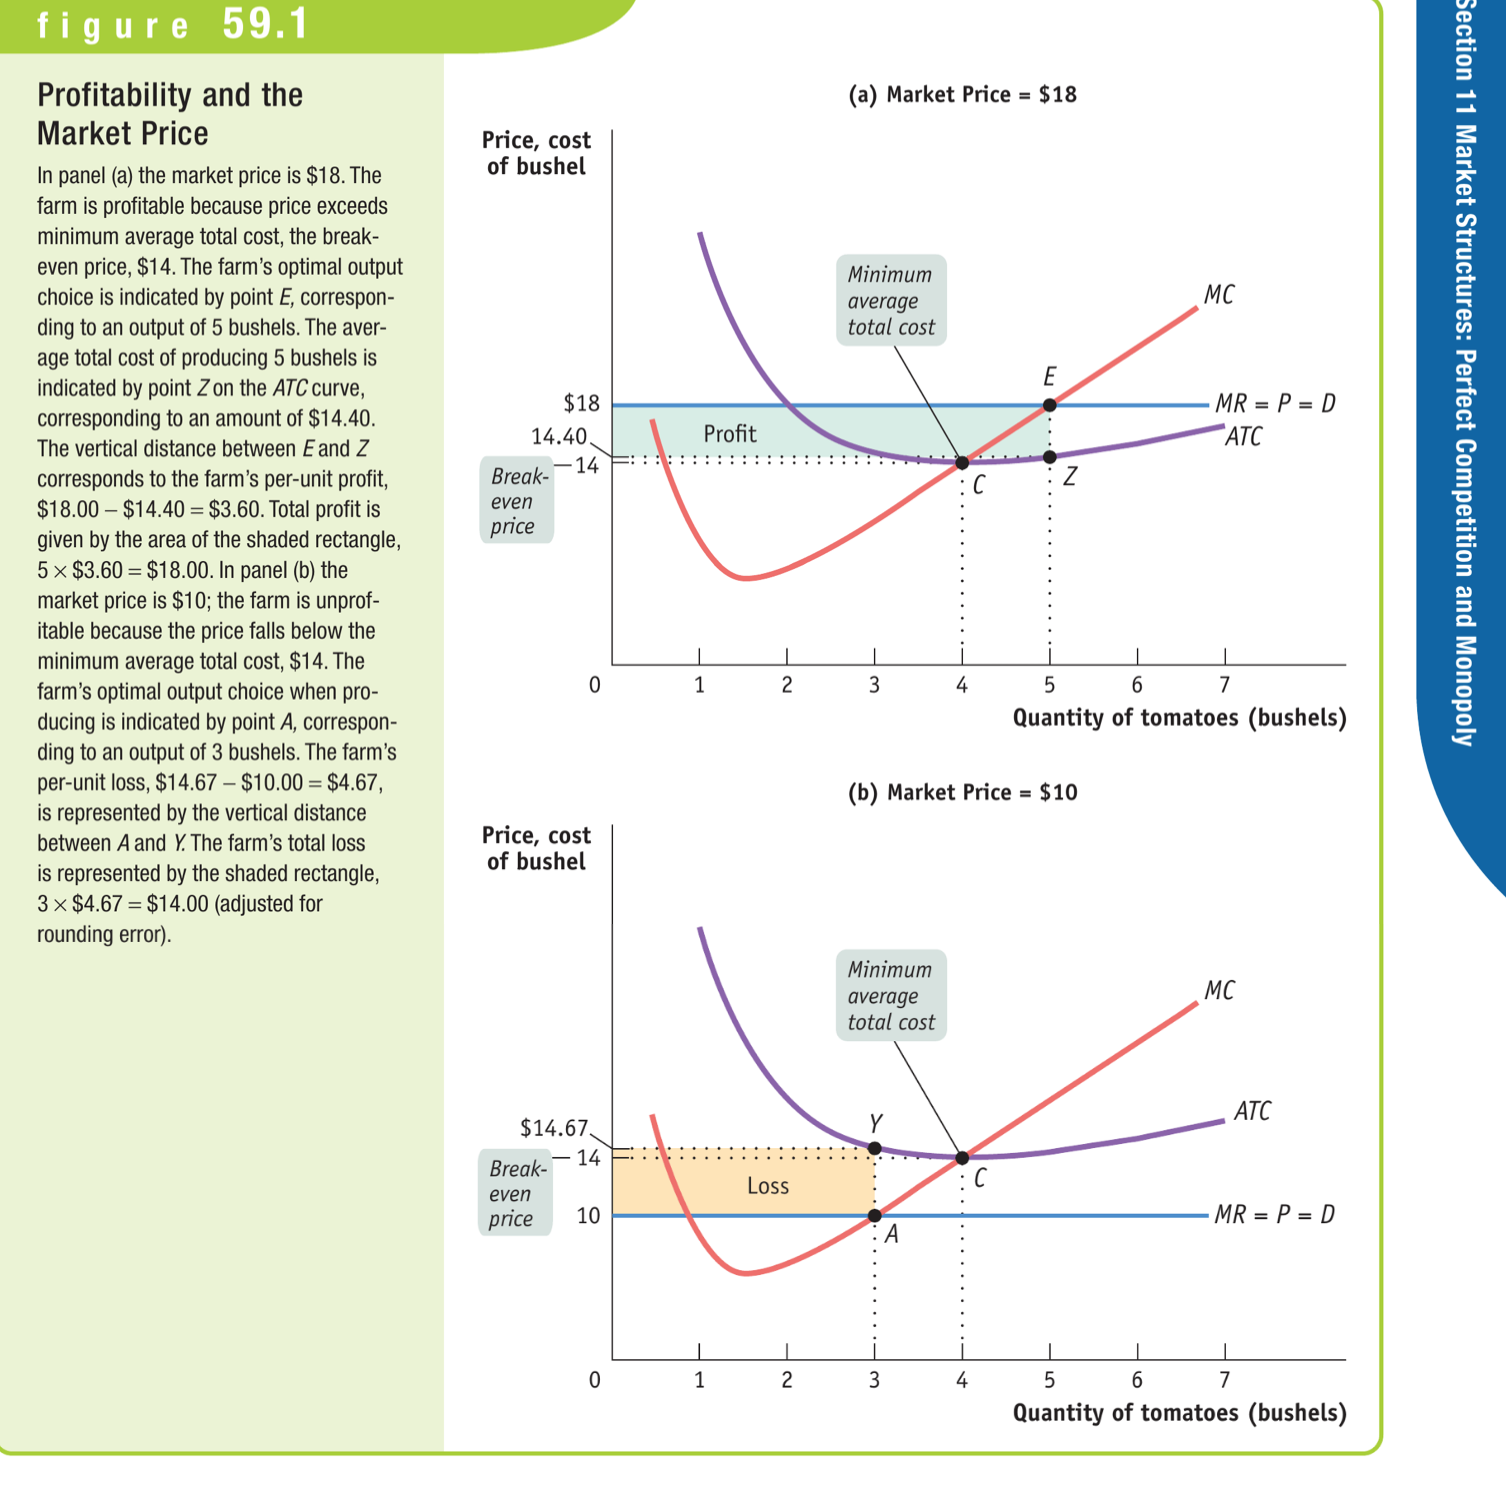 figure 59.1
Profitability and the
Market Price
In panel (a) the market price is $18. The
farm is profitable because price exceeds
minimum average total cost, the break-
even price, $14. The farm's optimal output
choice is indicated by point E, correspon-
ding to an output of 5 bushels. The aver-
age total cost of producing 5 bushels is
indicated by point Z on the ATC curve,
corresponding to an amount of $14.40.
The vertical distance between E and Z
corresponds to the farm's per-unit profit,
$18.00 – $14.40 = $3.60. Total profit is
given by the area of the shaded rectangle,
5 × $3.60 = $18.00. In panel (b) the
market price is $10; the farm is unprof-
itable because the price falls below the
minimum average total cost, $14. The
farm's optimal output choice when pro-
ducing is indicated by point A, correspon-
ding to an output of 3 bushels. The farm's
per-unit loss, $14.67 – $10.00 = $4.67,
is represented by the vertical distance
between A and Y. The farm's total loss
is represented by the shaded rectangle,
3 × $4.67 = $14.00 (adjusted for
rounding error).
(a) Market Price = $18
Price, cost
of bushel
Minimum
average
total cost
MC
E
$18
MR = P = D
14.40
Profit
ATC
14
Break-
even
price
C
Z
0 1 2 3 4 5 6 7
Quantity of tomatoes (bushels)
(b) Market Price = $10
Price, cost
of bushel
Minimum
average
total cost
MC
ATC
$14.67
Y
14
Break-
even
price
C
Loss
10
MR = P = D
A
0 1 2 3 4 5 6 7
Quantity of tomatoes (bushels)
Section 11 Market Structures: Perfect Competition and Monopoly